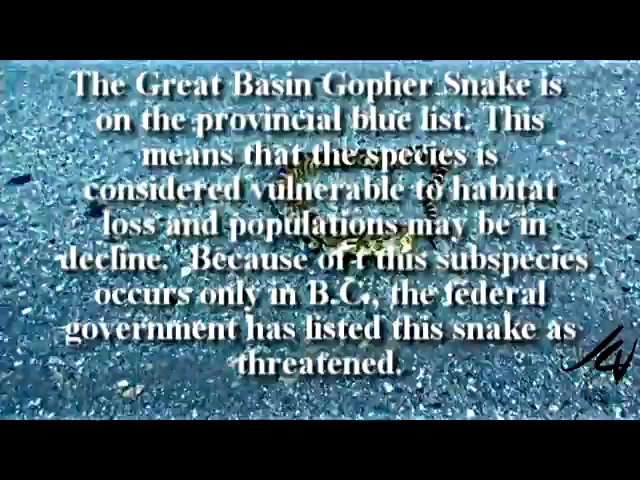 The Great Basin Gopher Snake is
on the provincial blue list. This
means that the species is
considered vulnerable to habitat
loss and populations may be in
decline. Because of t this subspecies
occurs only in B.C., the federal
government has listed this snake as
threatened.